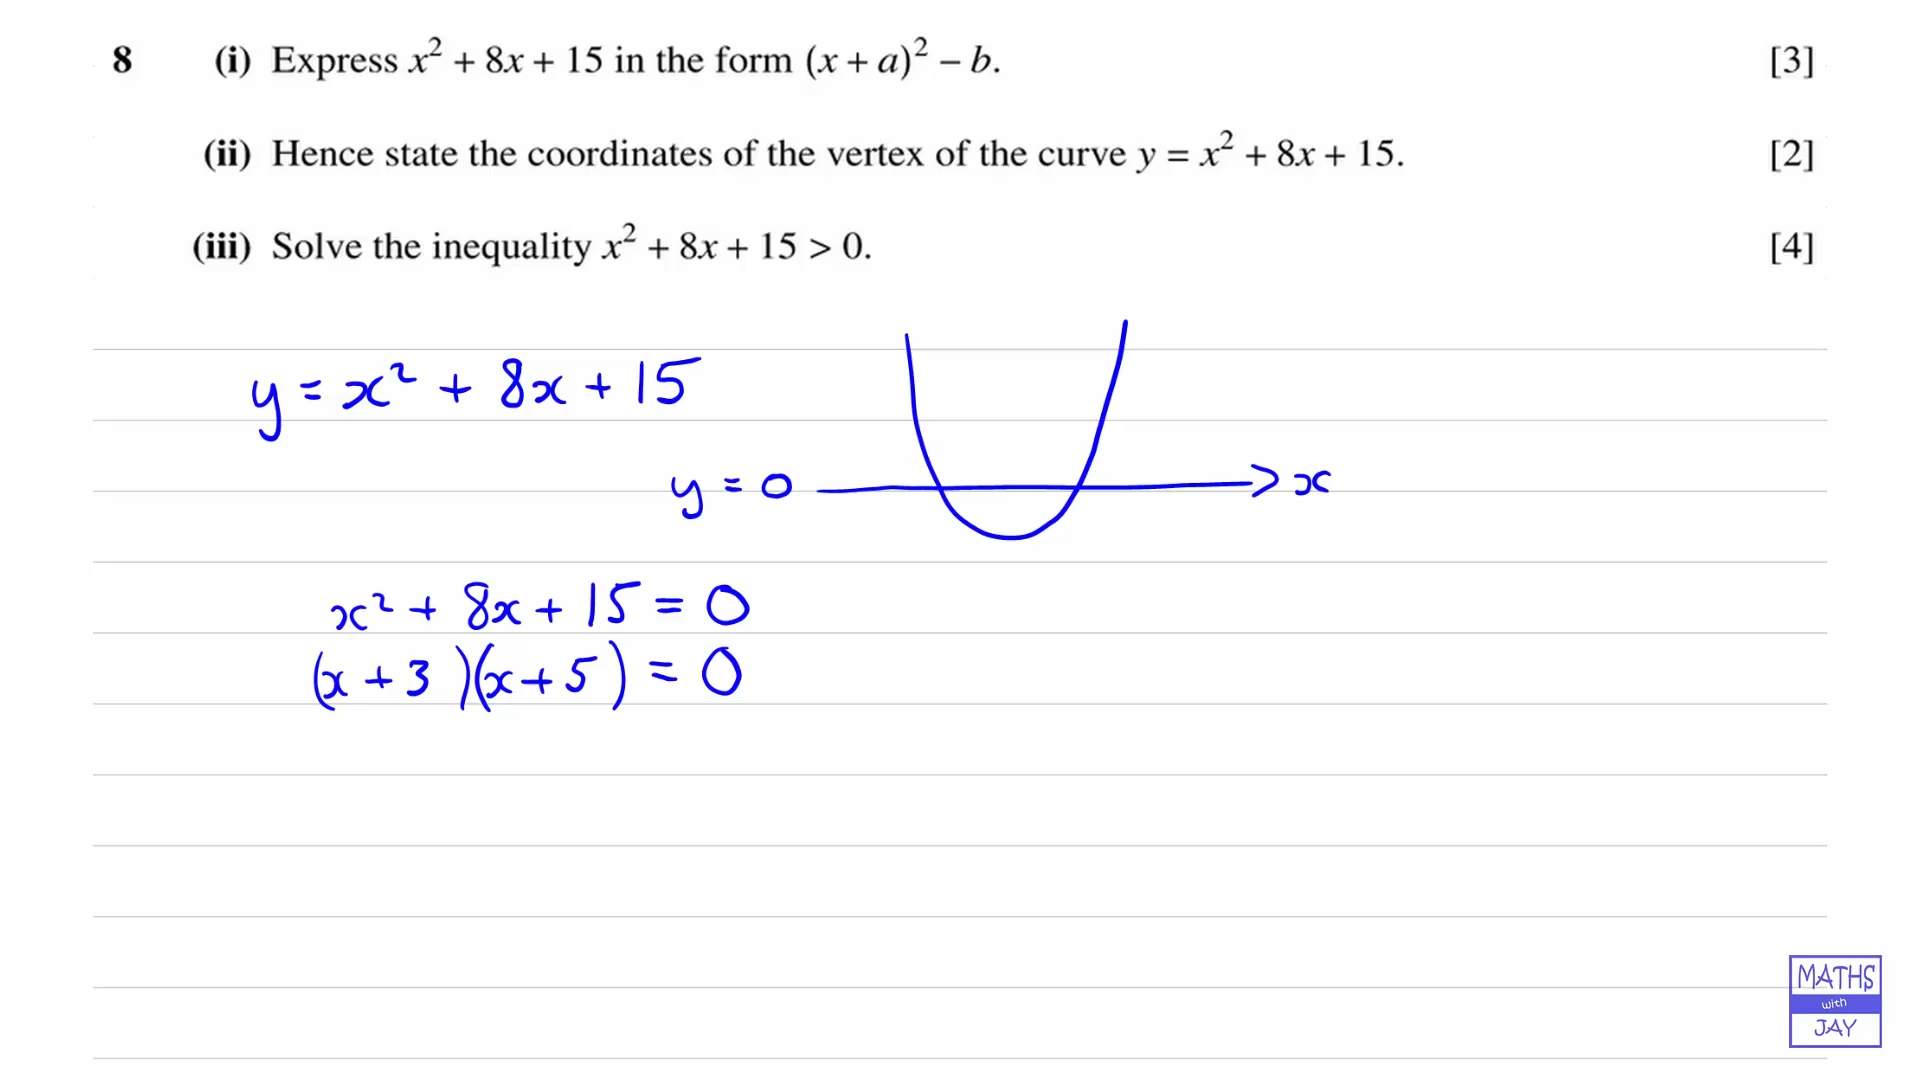 8 (i) Express x² + 8x + 15 in the form (x + a)² – b. [3]
(ii) Hence state the coordinates of the vertex of the curve y = x² + 8x + 15. [2]
(iii) Solve the inequality x² + 8x + 15 > 0. [4]
y = x² + 8x + 15
y = 0 x
x² + 8x + 15 = 0
(x + 3)(x + 5) = 0
MATHS
with
JAY